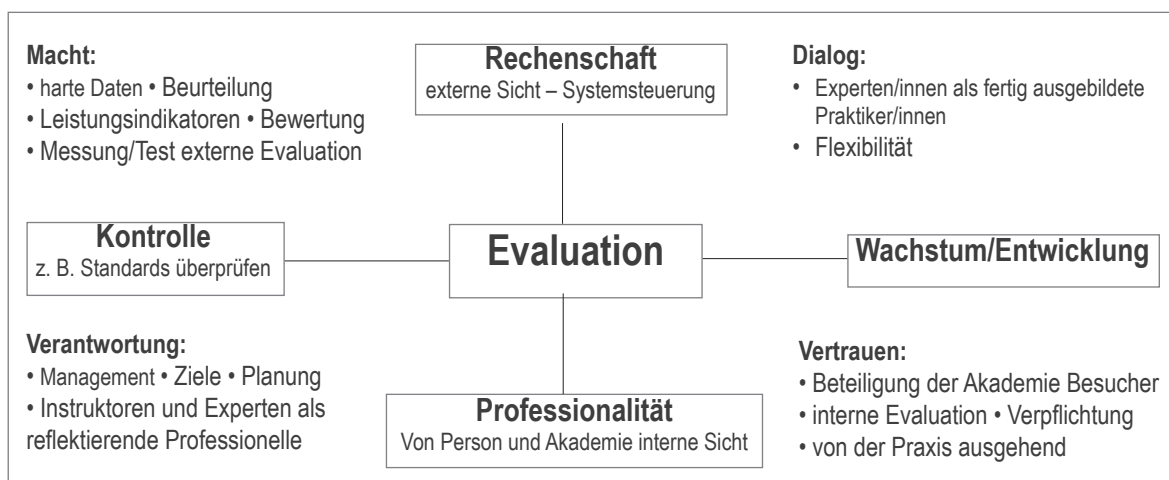 Macht:
• harte Daten • Beurteilung
• Leistungsindikatoren • Bewertung
• Messung/Test externe Evaluation
Rechenschaft
externe Sicht – Systemsteuerung
Dialog:
• Experten/innen als fertig ausgebildete
Praktiker/innen
• Flexibilität
Kontrolle
z. B. Standards überprüfen
Evaluation
Wachstum/Entwicklung
Verantwortung:
• Management • Ziele • Planung
• Instruktoren und Experten als
reflektierende Professionelle
Professionalität
Von Person und Akademie interne Sicht
Vertrauen:
• Beteiligung der Akademie Besucher
• interne Evaluation • Verpflichtung
• von der Praxis ausgehend